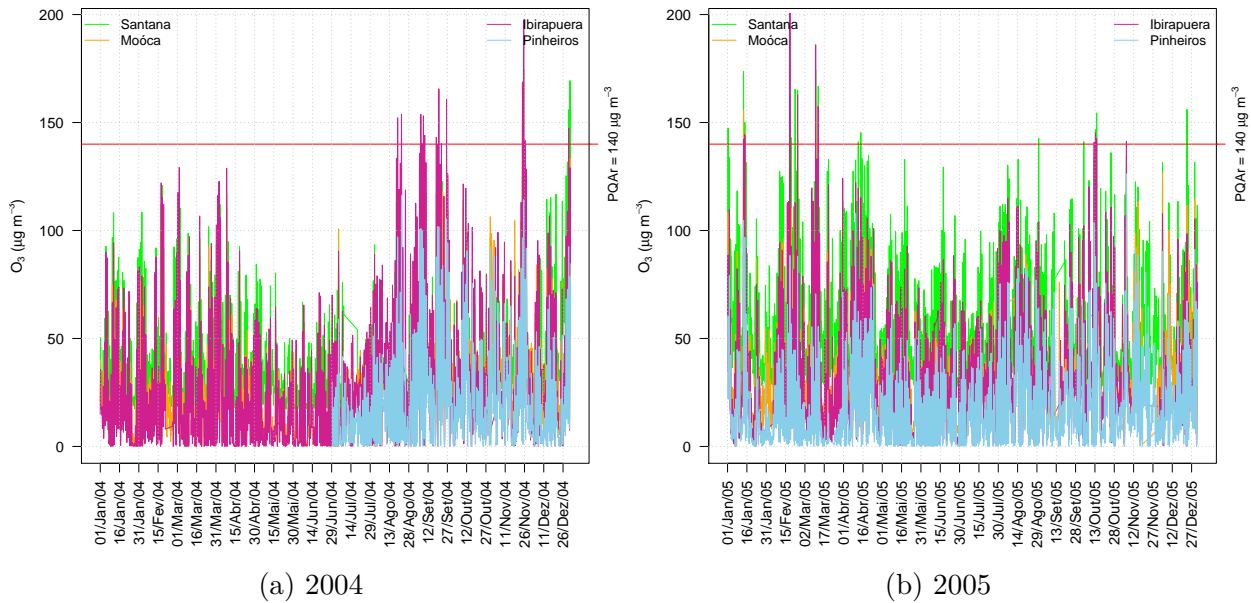 Santana
Moóca
Ibirapuera
Pinheiros
O₃ (µg m⁻³)
200
150
100
50
0
PQAr = 140 µg m⁻³
01/Jan/04
16/Jan/04
31/Jan/04
15/Fev/04
01/Mar/04
16/Mar/04
31/Mar/04
15/Abr/04
30/Abr/04
15/Mai/04
30/Mai/04
14/Jun/04
29/Jun/04
14/Jul/04
29/Jul/04
13/Ago/04
28/Ago/04
12/Set/04
27/Set/04
12/Out/04
27/Out/04
11/Nov/04
26/Nov/04
11/Dez/04
26/Dez/04
(a) 2004
Santana
Moóca
Ibirapuera
Pinheiros
O₃ (µg m⁻³)
200
150
100
50
0
PQAr = 140 µg m⁻³
01/Jan/05
16/Jan/05
31/Jan/05
15/Fev/05
02/Mar/05
17/Mar/05
01/Abr/05
16/Abr/05
01/Mai/05
16/Mai/05
31/Mai/05
15/Jun/05
30/Jun/05
15/Jul/05
30/Jul/05
14/Ago/05
29/Ago/05
13/Set/05
28/Set/05
13/Out/05
28/Out/05
12/Nov/05
27/Nov/05
12/Dez/05
27/Dez/05
(b) 2005